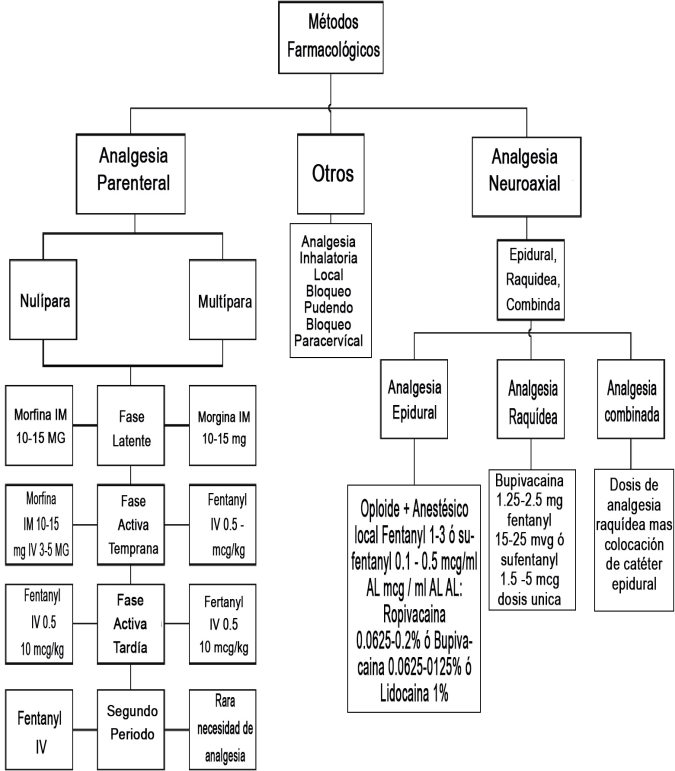 Métodos
Farmacológicos
Analgesia
Parenteral
Otros
Analgesia
Neuroaxial
Analgesia
Inhalatoria
Local
Bloqueo
Pudendo
Bloqueo
Paracervícal
Epidural,
Raquidea,
Combinda
Nulípara
Multípara
Analgesia
Epidural
Analgesia
Raquídea
Analgesia
combinada
Morfina IM
10-15 MG
Fase
Latente
Morgina IM
10-15 mg
Morfina
IM 10-15
mg IV 3-5 MG
Fase
Activa
Temprana
Fentanyl
IV 0.5 -
mcg/kg
Oploide + Anestésico
local Fentanyl 1-3 ó su-
fentanyl 0.1 - 0.5 mcg/ml
AL mcg / ml AL AL:
Ropivacaina
0.0625-0.2% ó Bupiva-
caina 0.0625-0125% ó
Lidocaina 1%
Bupivacaina
1.25-2.5 mg
fentanyl
15-25 mvg ó
sufentanyl
1.5 -5 mcg
dosis unica
Dosis de
analgesia
raquídea mas
colocación
de catéter
epidural
Fentanyl
IV 0.5
10 mcg/kg
Fase
Activa
Tardía
Fertanyl
IV 0.5
10 mcg/kg
Fentanyl
IV
Segundo
Periodo
Rara
necesidad de
analgesia